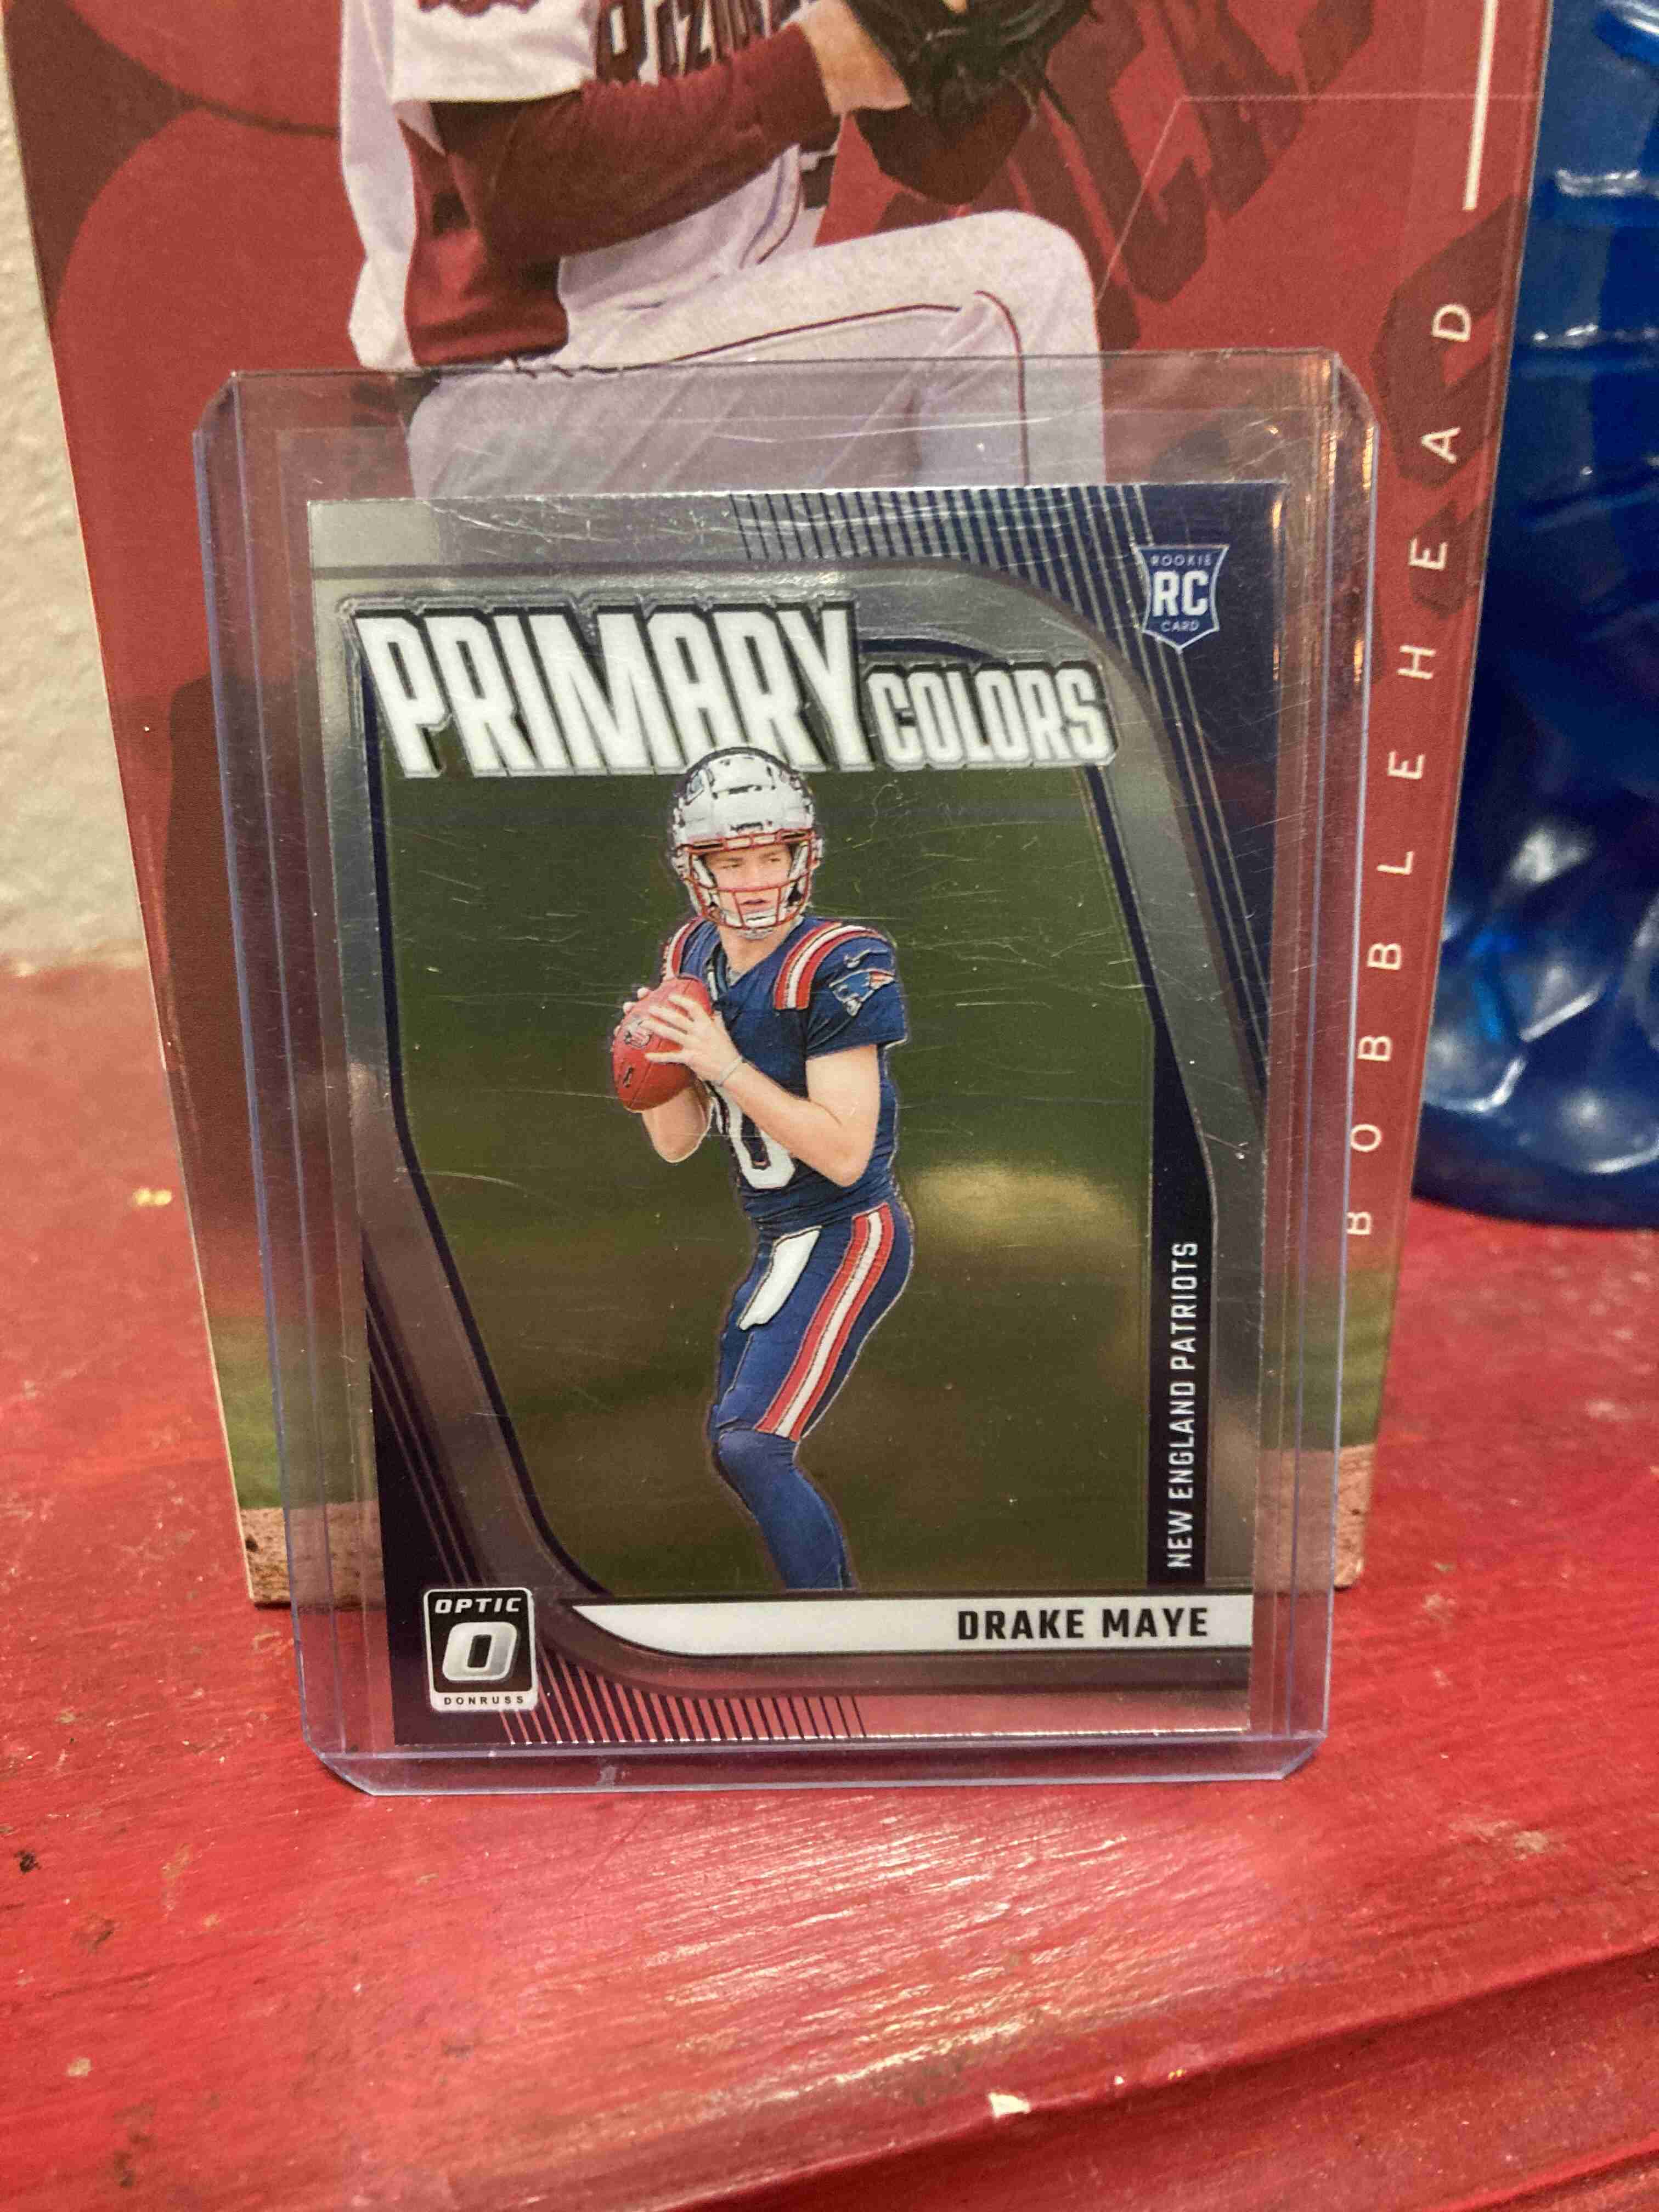 ROOKIE
RC
CARD
PRIMARY COLORS
NEW ENGLAND PATRIOTS
DRAKE MAYE
OPTIC
O
DONRUSS
BOBBLEHEAD